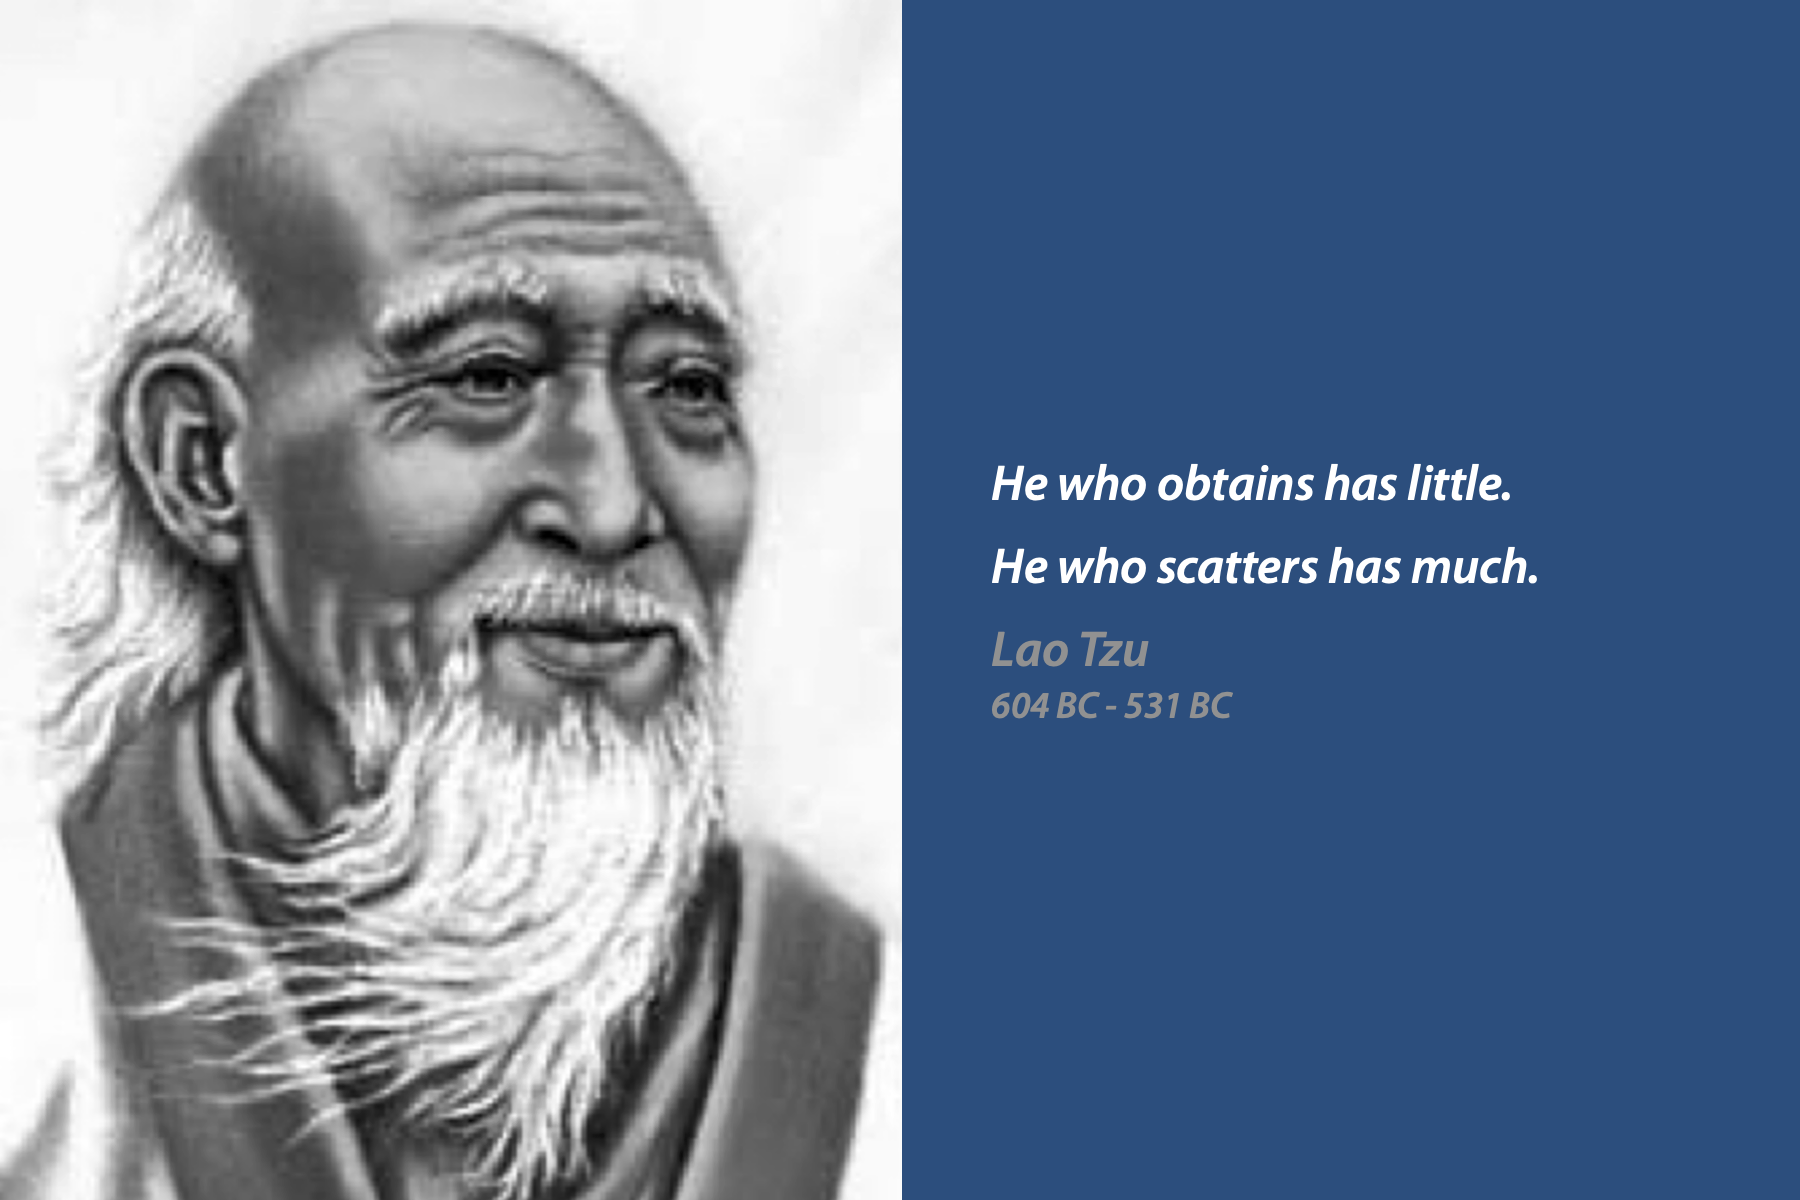 He who obtains has little.
He who scatters has much.
Lao Tzu
604 BC - 531 BC